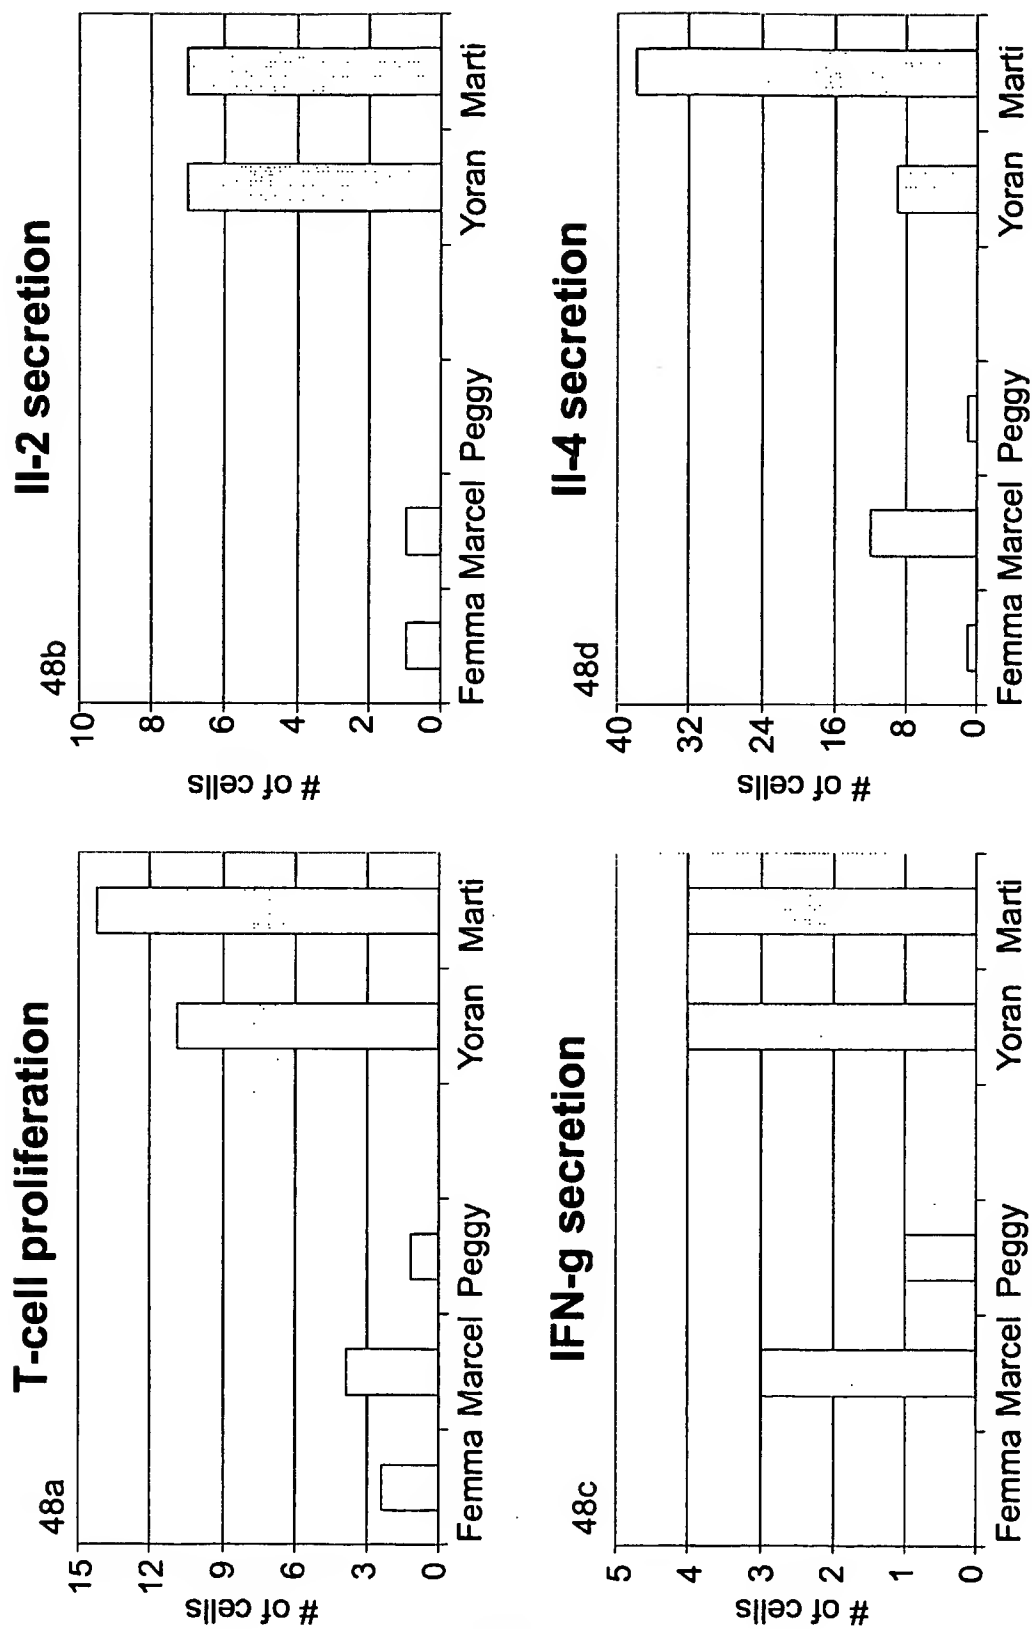 T-cell proliferation
48a
15
12
9
6
3
0
# of cells
Femma Marcel Peggy Yoran Marti
Il-2 secretion
48b
10
8
6
4
2
0
# of cells
Femma Marcel Peggy Yoran Marti
IFN-g secretion
48c
5
4
3
2
1
0
# of cells
Femma Marcel Peggy Yoran Marti
Il-4 secretion
48d
40
32
24
16
8
0
# of cells
Femma Marcel Peggy Yoran Marti